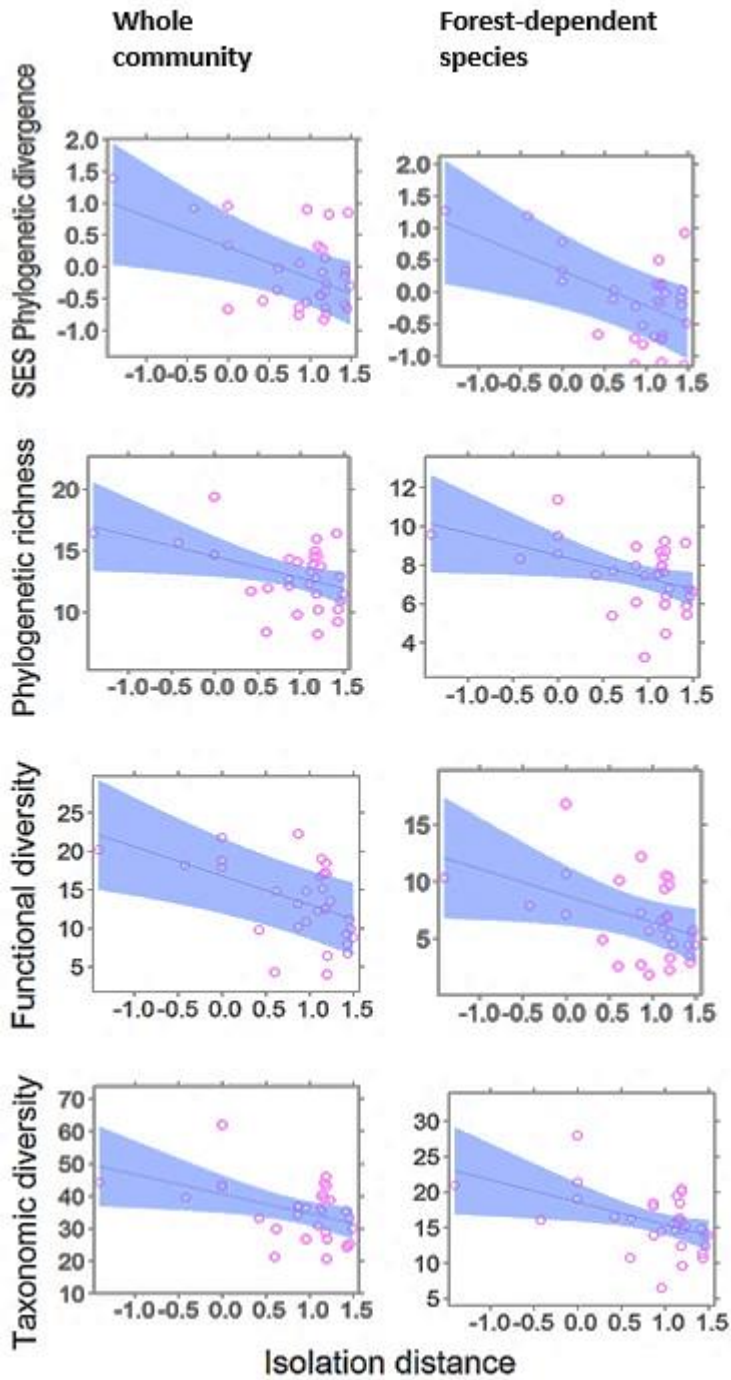 Whole community
Forest-dependent species
SES Phylogenetic divergence
2.0
1.5
1.0
0.5
0.0
-0.5
-1.0
-1.0-0.5 0.0 0.5 1.0 1.5
2.0
1.5
1.0
0.5
0.0
-0.5
-1.0
-1.0-0.5 0.0 0.5 1.0 1.5
Phylogenetic richness
20
15
10
-1.0 -0.5 0.0 0.5 1.0 1.5
12
10
8
6
4
-1.0 -0.5 0.0 0.5 1.0 1.5
Functional diversity
25
20
15
10
5
-1.0-0.5 0.0 0.5 1.0 1.5
15
10
5
-1.0-0.5 0.0 0.5 1.0 1.5
Taxonomic diversity
70
60
50
40
30
20
10
-1.0-0.5 0.0 0.5 1.0 1.5
30
25
20
15
10
5
-1.0 -0.5 0.0 0.5 1.0 1.5
Isolation distance